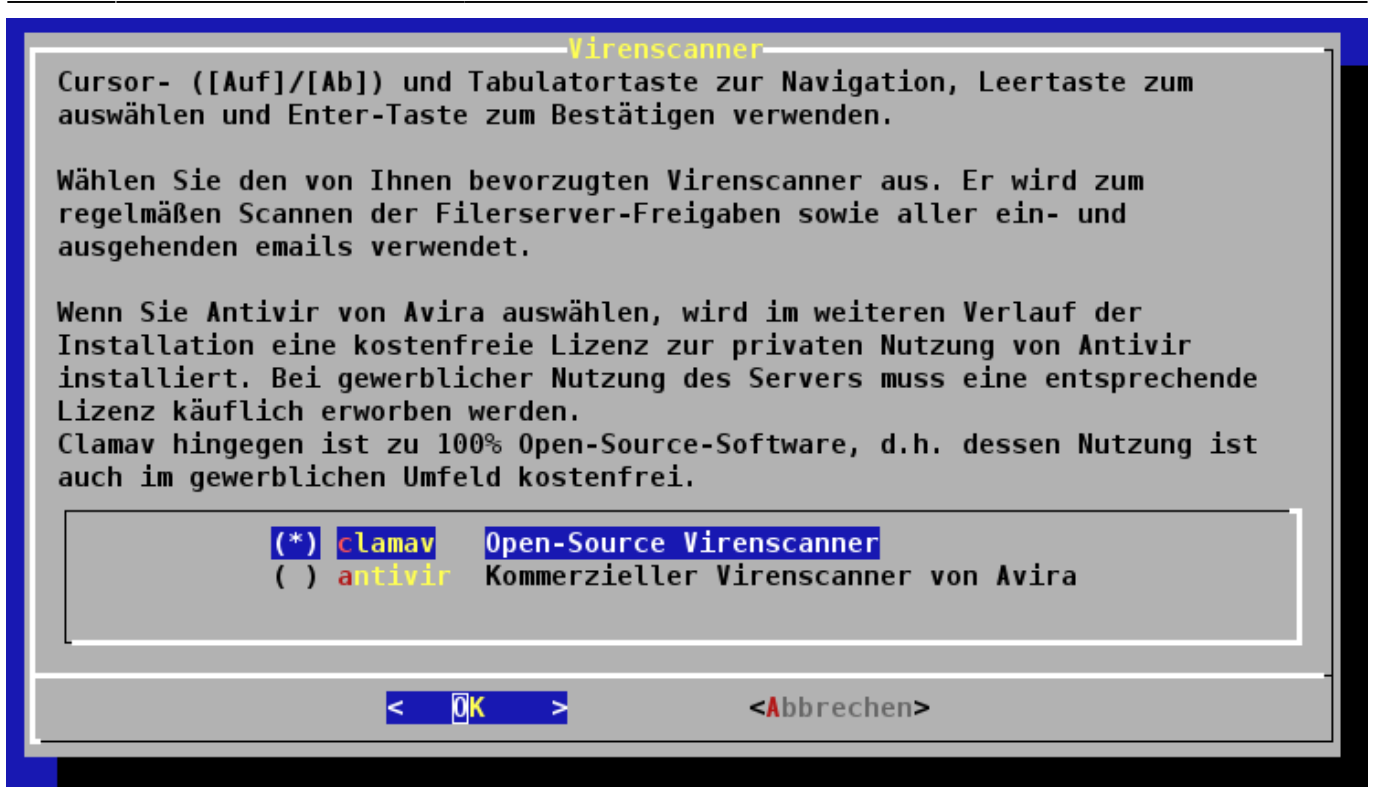 Virenscanner
Cursor- ([Auf]/[Ab]) und Tabulatortaste zur Navigation, Leertaste zum
auswählen und Enter-Taste zum Bestätigen verwenden.
Wählen Sie den von Ihnen bevorzugten Virenscanner aus. Er wird zum
regelmäßen Scannen der Filerserver-Freigaben sowie aller ein- und
ausgehenden emails verwendet.
Wenn Sie Antivir von Avira auswählen, wird im weiteren Verlauf der
Installation eine kostenfreie Lizenz zur privaten Nutzung von Antivir
installiert. Bei gewerblicher Nutzung des Servers muss eine entsprechende
Lizenz käuflich erworben werden.
Clamav hingegen ist zu 100% Open-Source-Software, d.h. dessen Nutzung ist
auch im gewerblichen Umfeld kostenfrei.
(*) clamav Open-Source Virenscanner
( ) antivir Kommerzieller Virenscanner von Avira
< OK > <Abbrechen>